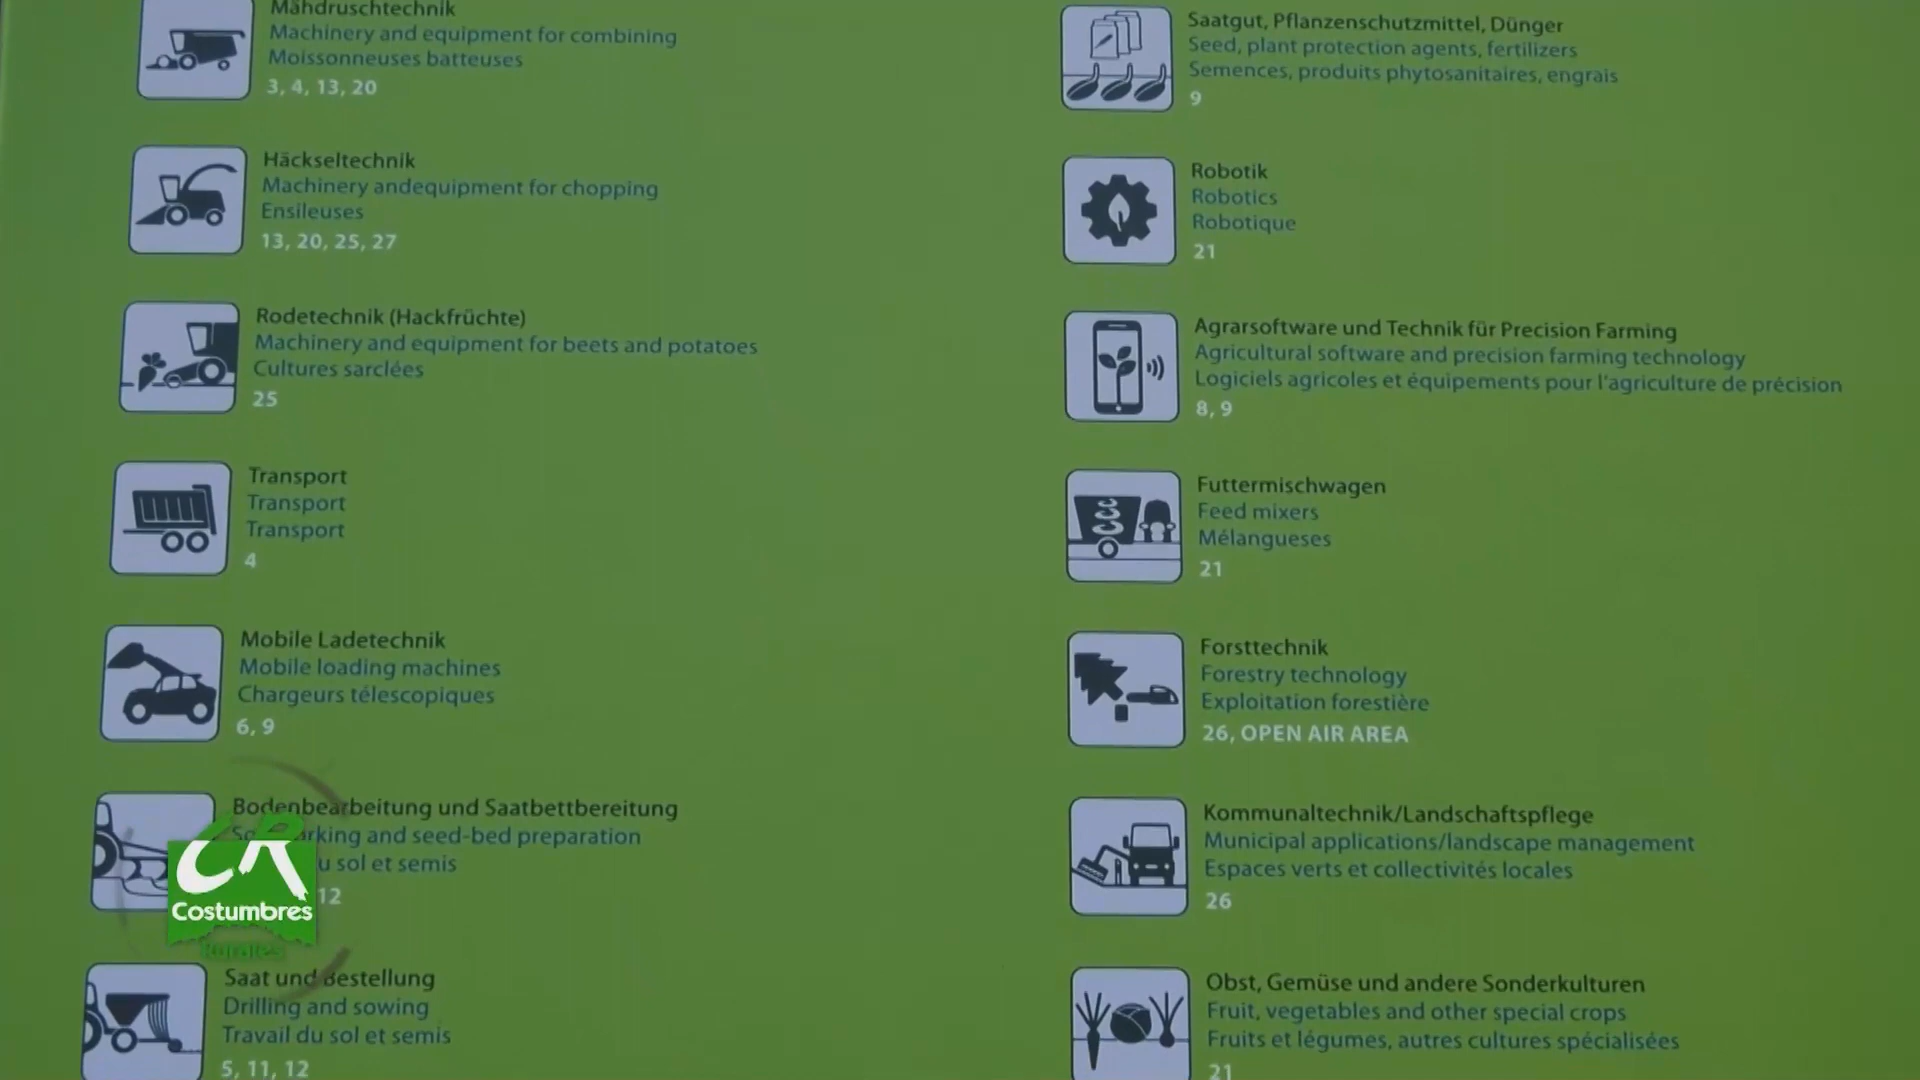 Mähdruschtechnik
Machinery and equipment for combining
Moissonneuses batteuses
3, 4, 13, 20
Häckseltechnik
Machinery andequipment for chopping
Ensileuses
13, 20, 25, 27
Rodetechnik (Hackfrüchte)
Machinery and equipment for beets and potatoes
Cultures sarclées
25
Transport
Transport
Transport
4
Mobile Ladetechnik
Mobile loading machines
Chargeurs télescopiques
6, 9
Bodenbearbeitung und Saatbettbereitung
and seed-bed preparation
sol et semis
12
Saat und Bestellung
Drilling and sowing
Travail du sol et semis
5, 11, 12
Saatgut, Pflanzenschutzmittel, Dünger
Seed, plant protection agents, fertilizers
Semences, produits phytosanitaires, engrais
9
Robotik
Robotics
Robotique
21
Agrarsoftware und Technik für Precision Farming
Agricultural software and precision farming technology
Logiciels agricoles et équipements pour l'agriculture de précision
8, 9
Futtermischwagen
Feed mixers
Mélangueses
21
Forsttechnik
Forestry technology
Exploitation forestière
26, OPEN AIR AREA
Kommunaltechnik/Landschaftspflege
Municipal applications/landscape management
Espaces verts et collectivités locales
26
Obst, Gemüse und andere Sonderkulturen
Fruit, vegetables and other special crops
Fruits et légumes, autres cultures spécialisées
21
CR
Costumbres
Rurales